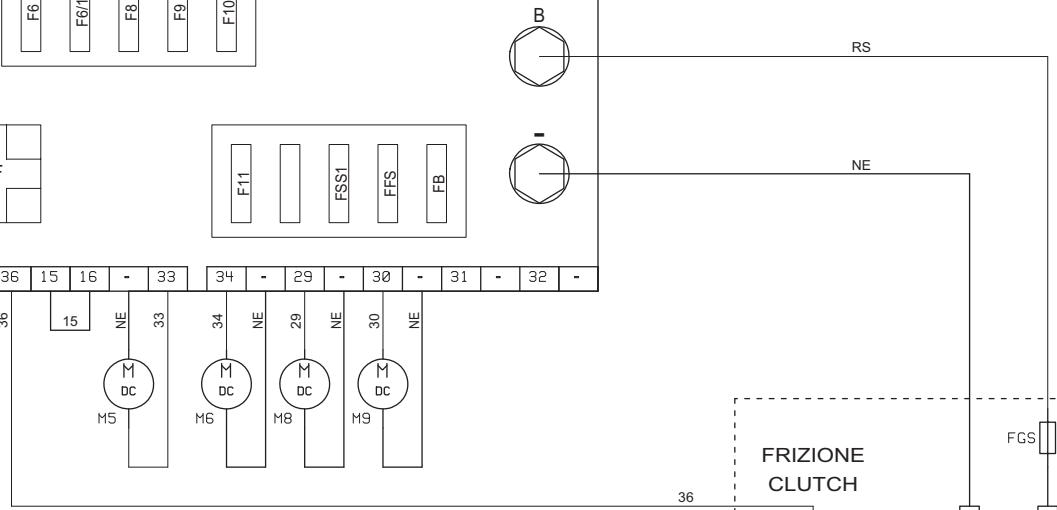 F6 F6/1 F8 F9 F10
B
RS
-
NE
F11 FSS1 FFS FB
36 15 16 - 33 34 - 29 - 30 - 31 - 32 -
36 15 NE 33 34 NE 29 NE 30 NE
M DC M DC M DC M DC
M5 M6 M8 M9
FGS
FRIZIONE
CLUTCH
36